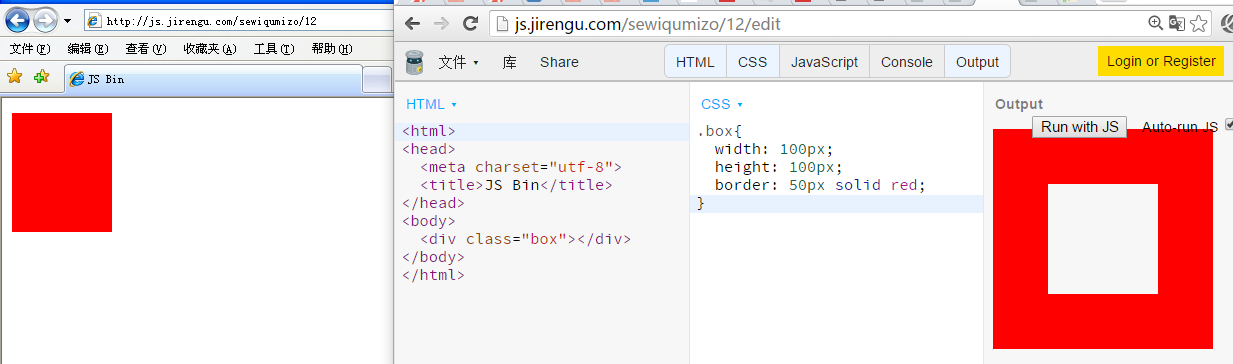 http://js.jirengu.com/sewiqumizo/12
文件(F) 编辑(E) 查看(V) 收藏夹(A) 工具(T) 帮助(H)
JS Bin
js.jirengu.com/sewiqumizo/12/edit
文件 库 Share HTML CSS JavaScript Console Output Login or Register
HTML
<html>
<head>
<meta charset="utf-8">
<title>JS Bin</title>
</head>
<body>
<div class="box"></div>
</body>
</html>
CSS
.box{
width: 100px;
height: 100px;
border: 50px solid red;
}
Output
Run with JS Auto-run JS